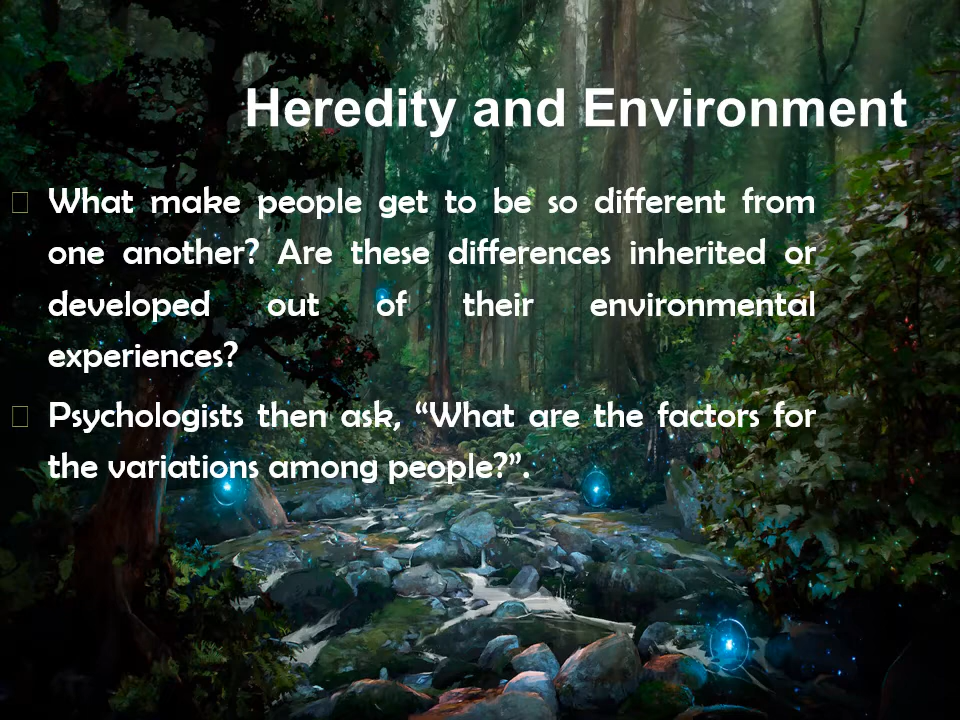 Heredity and Environment
What make people get to be so different from
one another? Are these differences inherited or
developed out of their environmental
experiences?
Psychologists then ask, “What are the factors for
the variations among people?”.